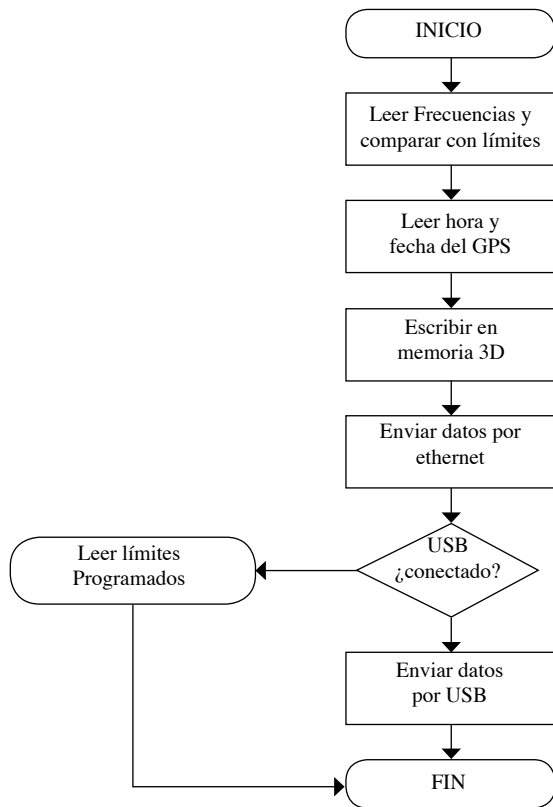 INICIO
Leer Frecuencias y
comparar con límites
Leer hora y
fecha del GPS
Escribir en
memoria 3D
Enviar datos por
ethernet
USB
¿conectado?
Leer límites
Programados
Enviar datos
por USB
FIN